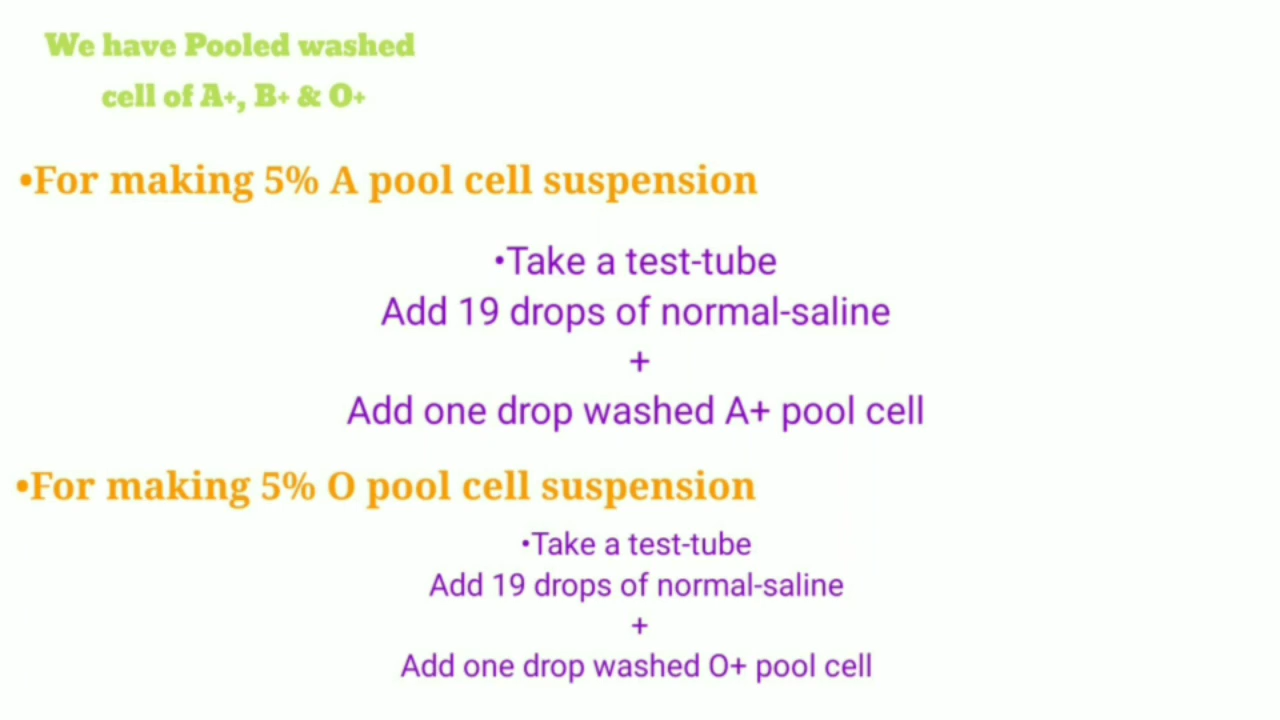 We have Pooled washed
cell of A+, B+ & O+
•For making 5% A pool cell suspension
•Take a test-tube
Add 19 drops of normal-saline
+
Add one drop washed A+ pool cell
•For making 5% O pool cell suspension
•Take a test-tube
Add 19 drops of normal-saline
+
Add one drop washed O+ pool cell